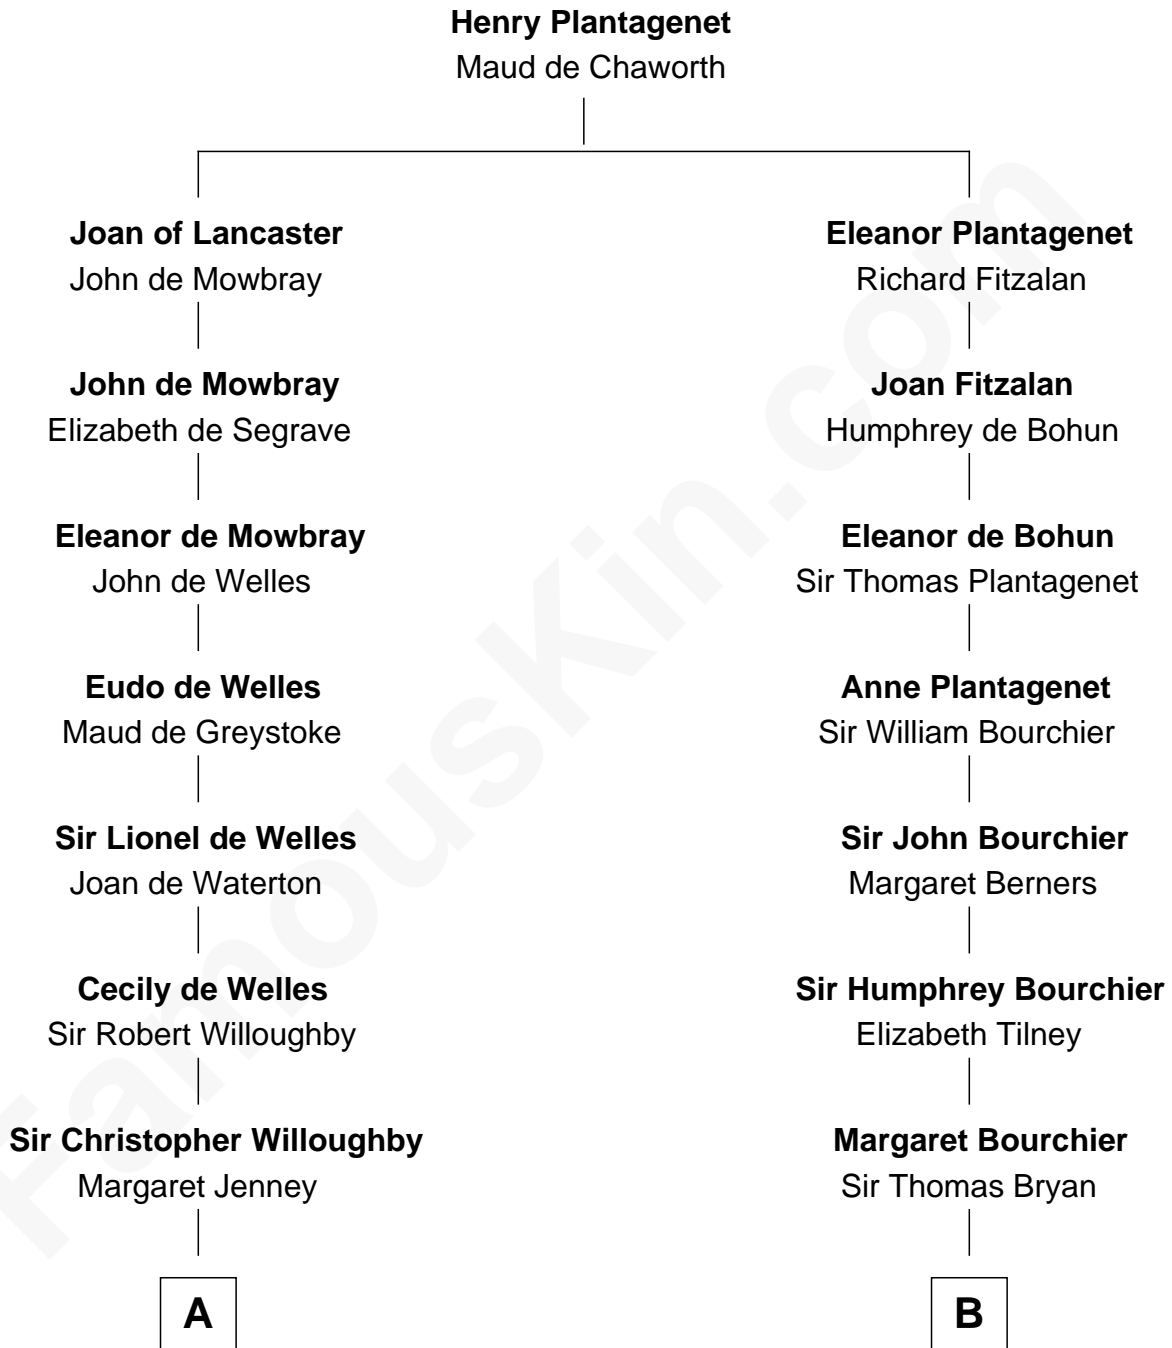 Henry Plantagenet
Maud de Chaworth
Joan of Lancaster
John de Mowbray
Eleanor Plantagenet
Richard Fitzalan
John de Mowbray
Elizabeth de Segrave
Joan Fitzalan
Humphrey de Bohun
Eleanor de Mowbray
John de Welles
Eleanor de Bohun
Sir Thomas Plantagenet
Eudo de Welles
Maud de Greystoke
Anne Plantagenet
Sir William Bourchier
Sir Lionel de Welles
Joan de Waterton
Sir John Bourchier
Margaret Berners
Cecily de Welles
Sir Robert Willoughby
Sir Humphrey Bourchier
Elizabeth Tilney
Sir Christopher Willoughby
Margaret Jenney
Margaret Bourchier
Sir Thomas Bryan
A
B
FamousKin.com